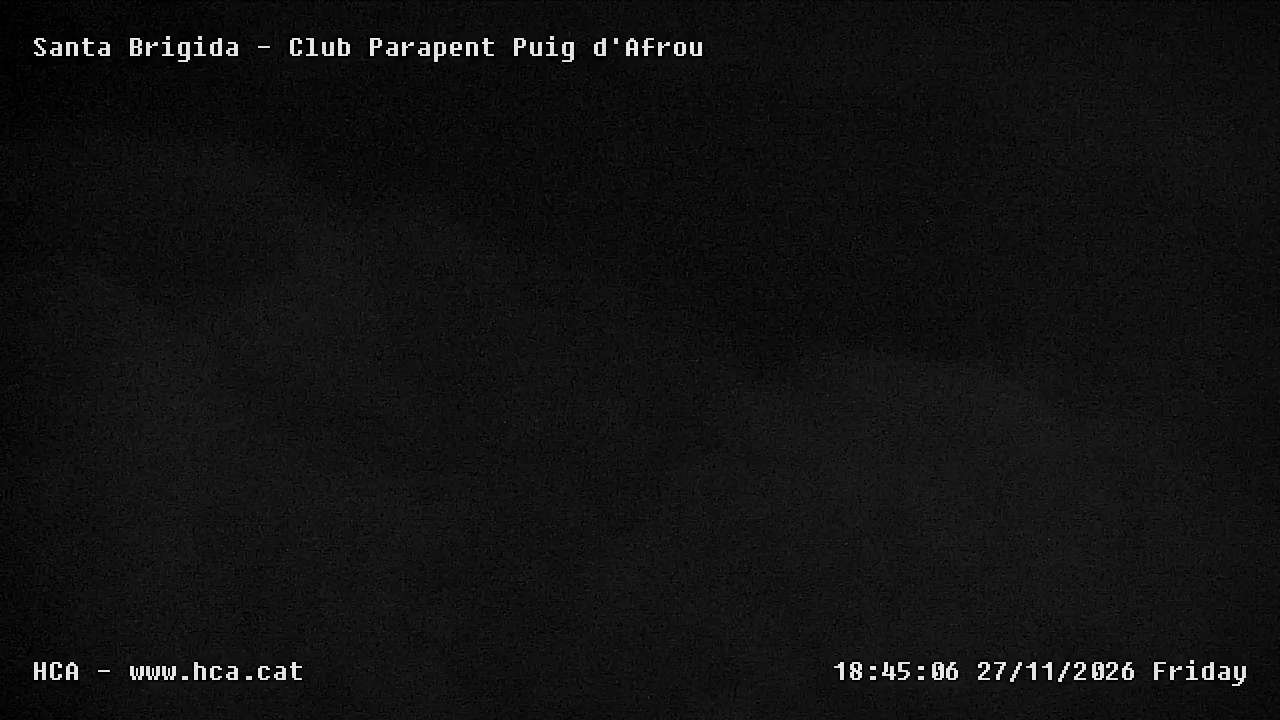 Santa Brigida - Club Parapent Puig d'Afrou
HCA - www.hca.cat
18:45:06 27/11/2026 Friday